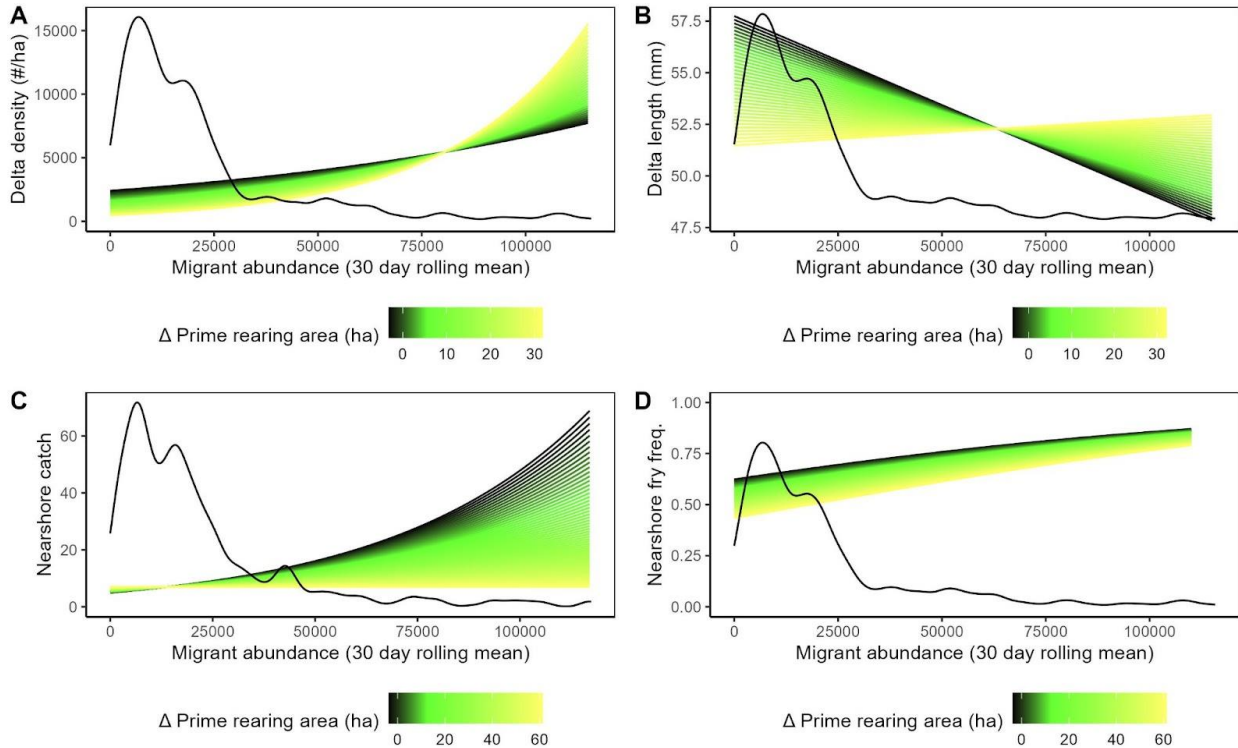 A
Delta density (#/ha)
15000
10000
5000
0
0 25000 50000 75000 100000
Migrant abundance (30 day rolling mean)
Δ Prime rearing area (ha)
0 10 20 30
B
Delta length (mm)
57.5
55.0
52.5
50.0
47.5
0 25000 50000 75000 100000
Migrant abundance (30 day rolling mean)
Δ Prime rearing area (ha)
0 10 20 30
C
Nearshore catch
60
40
20
0
0 25000 50000 75000 100000
Migrant abundance (30 day rolling mean)
Δ Prime rearing area (ha)
0 20 40 60
D
Nearshore fry freq.
1.00
0.75
0.50
0.25
0.00
0 25000 50000 75000 100000
Migrant abundance (30 day rolling mean)
Δ Prime rearing area (ha)
0 20 40 60